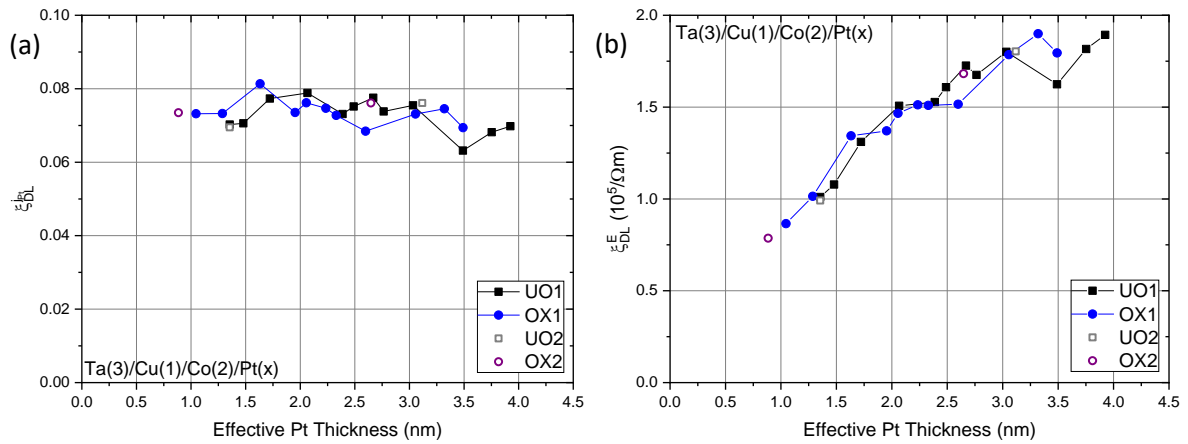 (a)
0.10
0.08
0.06
0.04
0.02
0.00
ξ_DL^jPt
UO1
OX1
UO2
OX2
Ta(3)/Cu(1)/Co(2)/Pt(x)
0.0 0.5 1.0 1.5 2.0 2.5 3.0 3.5 4.0 4.5
Effective Pt Thickness (nm)
(b)
Ta(3)/Cu(1)/Co(2)/Pt(x)
2.0
1.5
1.0
0.5
0.0
ξ_DL^E (10^5/Ωm)
UO1
OX1
UO2
OX2
0.0 0.5 1.0 1.5 2.0 2.5 3.0 3.5 4.0 4.5
Effective Pt Thickness (nm)